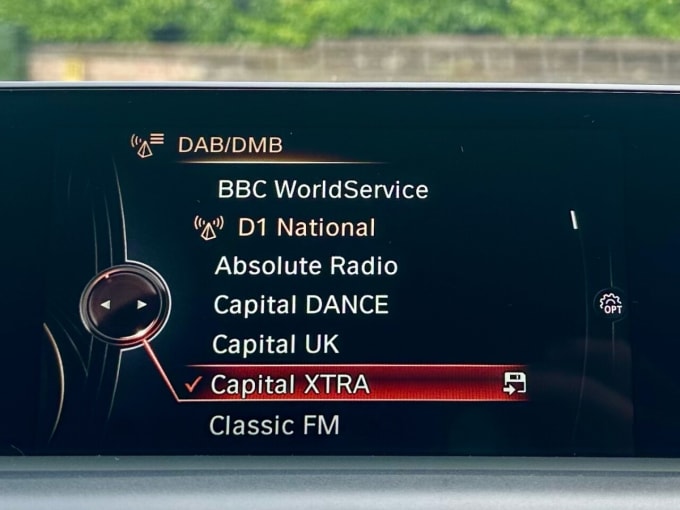 DAB/DMB
BBC WorldService
D1 National
Absolute Radio
Capital DANCE
OPT
Capital UK
Capital XTRA
Classic FM